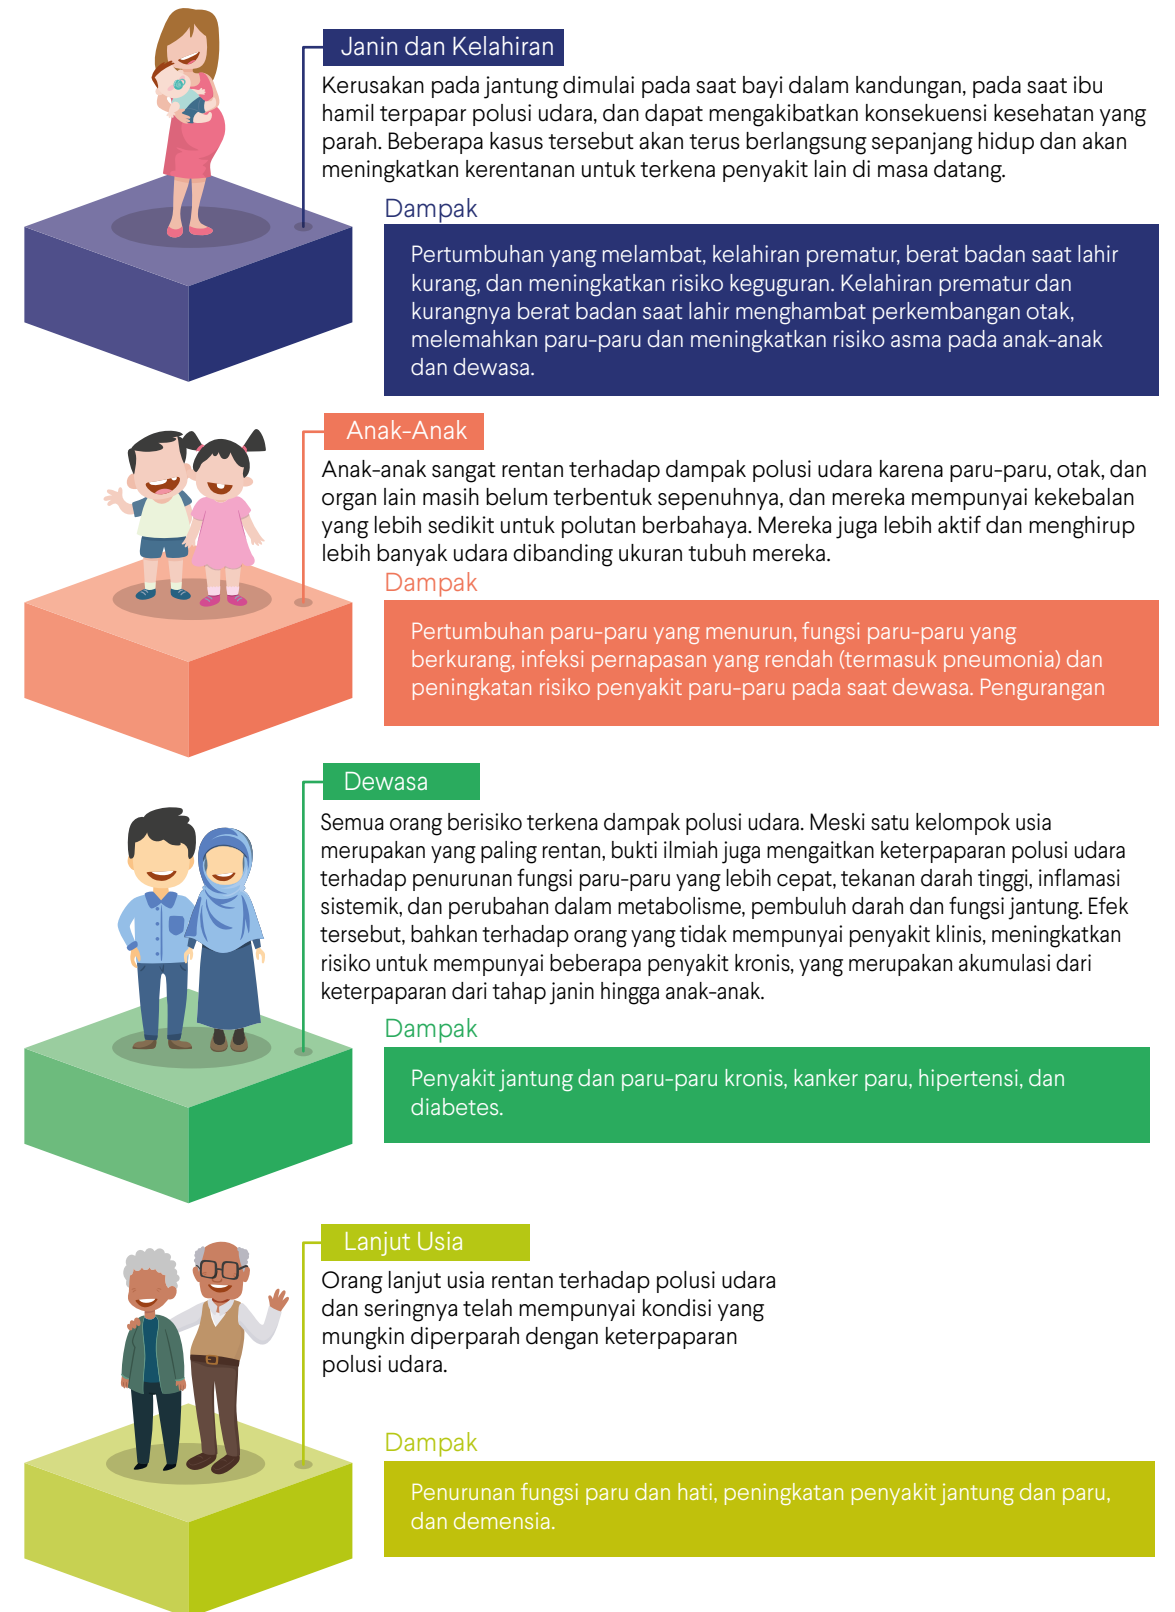 Janin dan Kelahiran
Kerusakan pada jantung dimulai pada saat bayi dalam kandungan, pada saat ibu
hamil terpapar polusi udara, dan dapat mengakibatkan konsekuensi kesehatan yang
parah. Beberapa kasus tersebut akan terus berlangsung sepanjang hidup dan akan
meningkatkan kerentanan untuk terkena penyakit lain di masa datang.
Dampak
Pertumbuhan yang melambat, kelahiran prematur, berat badan saat lahir
kurang, dan meningkatkan risiko keguguran. Kelahiran prematur dan
kurangnya berat badan saat lahir menghambat perkembangan otak,
melemahkan paru-paru dan meningkatkan risiko asma pada anak-anak
dan dewasa.
Anak-Anak
Anak-anak sangat rentan terhadap dampak polusi udara karena paru-paru, otak, dan
organ lain masih belum terbentuk sepenuhnya, dan mereka mempunyai kekebalan
yang lebih sedikit untuk polutan berbahaya. Mereka juga lebih aktif dan menghirup
lebih banyak udara dibanding ukuran tubuh mereka.
Dampak
Pertumbuhan paru-paru yang menurun, fungsi paru-paru yang
berkurang, infeksi pernapasan yang rendah (termasuk pneumonia) dan
peningkatan risiko penyakit paru-paru pada saat dewasa. Pengurangan
Dewasa
Semua orang berisiko terkena dampak polusi udara. Meski satu kelompok usia
merupakan yang paling rentan, bukti ilmiah juga mengaitkan keterpaparan polusi udara
terhadap penurunan fungsi paru-paru yang lebih cepat, tekanan darah tinggi, inflamasi
sistemik, dan perubahan dalam metabolisme, pembuluh darah dan fungsi jantung. Efek
tersebut, bahkan terhadap orang yang tidak mempunyai penyakit klinis, meningkatkan
risiko untuk mempunyai beberapa penyakit kronis, yang merupakan akumulasi dari
keterpaparan dari tahap janin hingga anak-anak.
Dampak
Penyakit jantung dan paru-paru kronis, kanker paru, hipertensi, dan
diabetes.
Lanjut Usia
Orang lanjut usia rentan terhadap polusi udara
dan seringnya telah mempunyai kondisi yang
mungkin diperparah dengan keterpaparan
polusi udara.
Dampak
Penurunan fungsi paru dan hati, peningkatan penyakit jantung dan paru,
dan demensia.